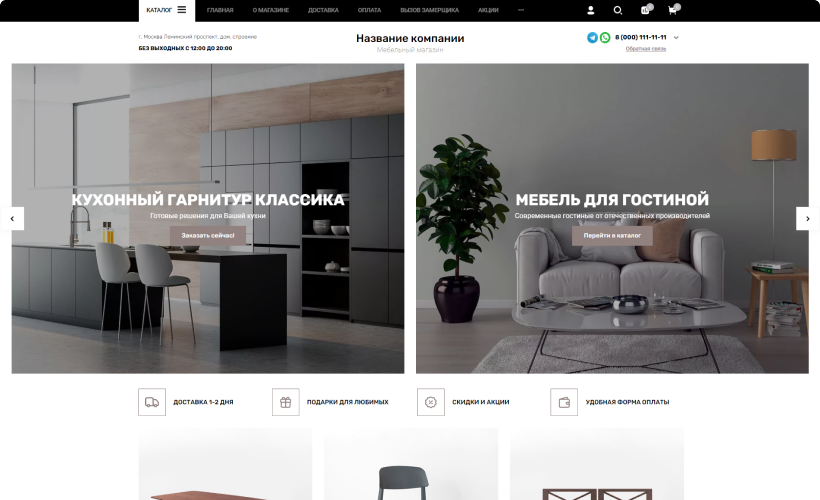 КАТАЛОГ
ГЛАВНАЯ
О МАГАЗИНЕ
ДОСТАВКА
ОПЛАТА
ВЫЗОВ ЗАМЕРЩИКА
АКЦИИ
г. Москва Ленинский проспект, дом, строение
БЕЗ ВЫХОДНЫХ С 12:00 ДО 20:00
Название компании
Мебельный магазин
8 (000) 111-11-11
Обратная связь
КУХОННЫЙ ГАРНИТУР КЛАССИКА
Готовые решения для Вашей кухни
Заказать сейчас!
МЕБЕЛЬ ДЛЯ ГОСТИНОЙ
Современные гостиные от отечественных производителей
Перейти в каталог
ДОСТАВКА 1-2 ДНЯ
ПОДАРКИ ДЛЯ ЛЮБИМЫХ
СКИДКИ И АКЦИИ
УДОБНАЯ ФОРМА ОПЛАТЫ